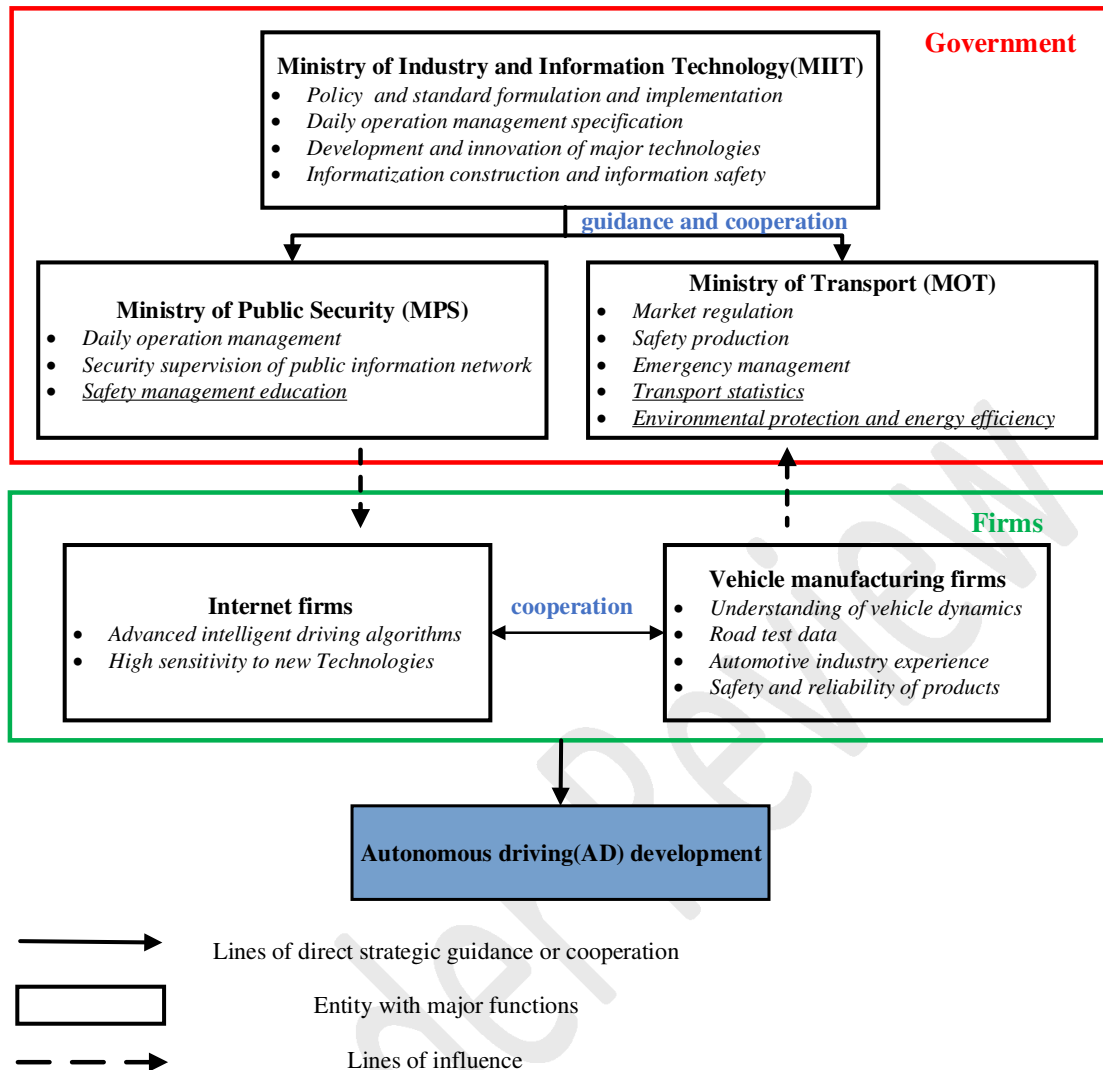 Government
Ministry of Industry and Information Technology(MIIT)
• Policy and standard formulation and implementation
• Daily operation management specification
• Development and innovation of major technologies
• Informatization construction and information safety
guidance and cooperation
Ministry of Public Security (MPS)
• Daily operation management
• Security supervision of public information network
• Safety management education
Ministry of Transport (MOT)
• Market regulation
• Safety production
• Emergency management
• Transport statistics
• Environmental protection and energy efficiency
Firms
Internet firms
• Advanced intelligent driving algorithms
• High sensitivity to new Technologies
cooperation
Vehicle manufacturing firms
• Understanding of vehicle dynamics
• Road test data
• Automotive industry experience
• Safety and reliability of products
Autonomous driving(AD) development
Lines of direct strategic guidance or cooperation
Entity with major functions
Lines of influence
der Review